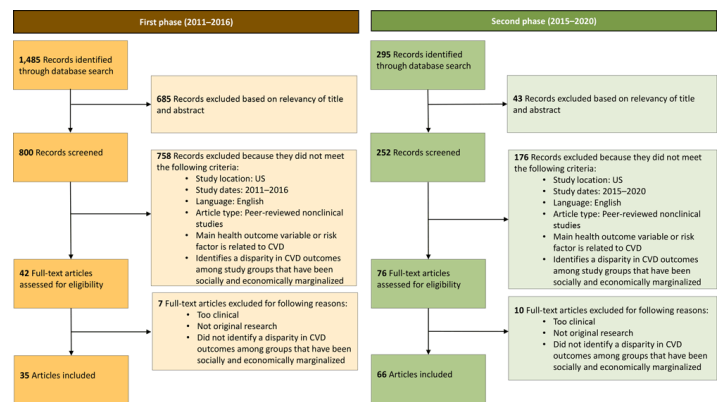 First phase (2011–2016)
1,485 Records identified
through database search
685 Records excluded based on relevancy of title
and abstract
800 Records screened
758 Records excluded because they did not meet
the following criteria:
• Study location: US
• Study dates: 2011–2016
• Language: English
• Article type: Peer-reviewed nonclinical
studies
• Main health outcome variable or risk
factor is related to CVD
• Identifies a disparity in CVD outcomes
among study groups that have been
socially and economically marginalized
42 Full-text articles
assessed for eligibility
7 Full-text articles excluded for following reasons:
• Too clinical
• Not original research
• Did not identify a disparity in CVD
outcomes among groups that have been
socially and economically marginalized
35 Articles included
Second phase (2015–2020)
295 Records identified
through database search
43 Records excluded based on relevancy of title
and abstract
252 Records screened
176 Records excluded because they did not meet
the following criteria:
• Study location: US
• Study dates: 2015–2020
• Language: English
• Article type: Peer-reviewed nonclinical
studies
• Main health outcome variable or risk
factor is related to CVD
• Identifies a disparity in CVD outcomes
among study groups that have been
socially and economically marginalized
76 Full-text articles
assessed for eligibility
10 Full-text articles excluded for following reasons:
• Too clinical
• Not original research
• Did not identify a disparity in CVD
outcomes among groups that have been
socially and economically marginalized
66 Articles included